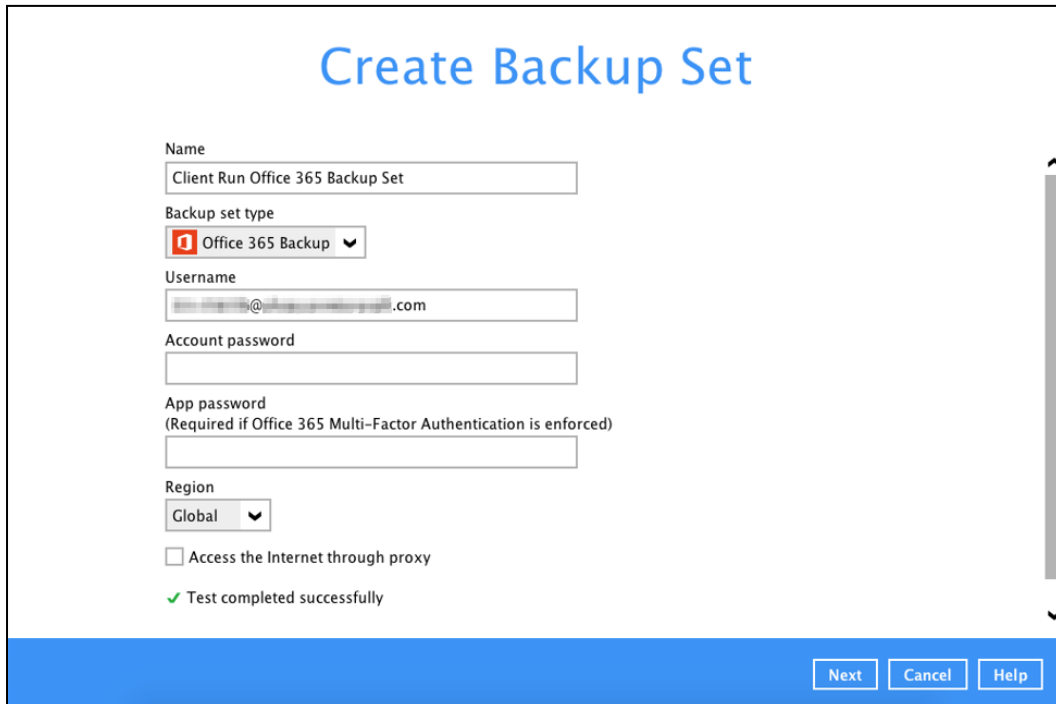 Create Backup Set
Name
Client Run Office 365 Backup Set
Backup set type
Office 365 Backup
Username
@ .com
Account password
App password
(Required if Office 365 Multi-Factor Authentication is enforced)
Region
Global
Access the Internet through proxy
Test completed successfully
Next Cancel Help